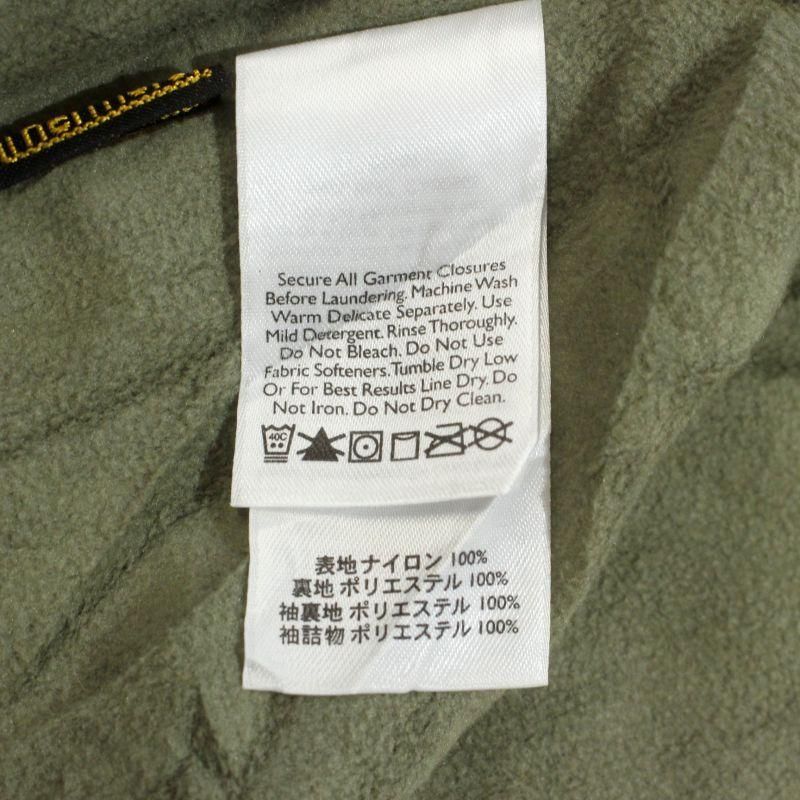 Secure All Garment Closures
Before Laundering. Machine Wash
Warm Delicate Separately. Use
Mild Detergent. Rinse Thoroughly.
Do Not Bleach. Do Not Use
Fabric Softeners. Tumble Dry Low
Or For Best Results Line Dry. Do
Not Iron. Do Not Dry Clean.
40C
表地 ナイロン 100%
裏地 ポリエステル 100%
袖裏地 ポリエステル 100%
袖詰物 ポリエステル 100%